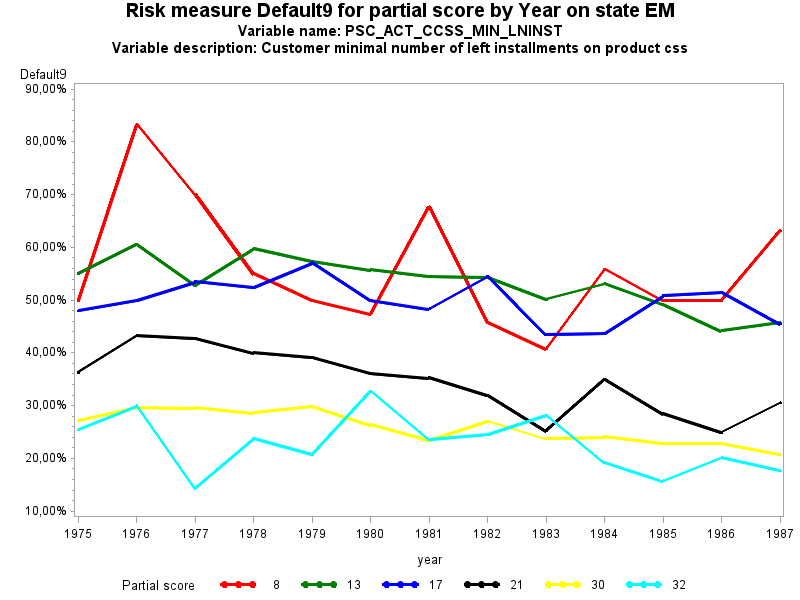 Risk measure Default9 for partial score by Year on state EM
Variable name: PSC_ACT_CCSS_MIN_LNINST
Variable description: Customer minimal number of left installments on product css
Default9
90,00%
80,00%
70,00%
60,00%
50,00%
40,00%
30,00%
20,00%
10,00%
1975 1976 1977 1978 1979 1980 1981 1982 1983 1984 1985 1986 1987
year
Partial score 8 13 17 21 30 32